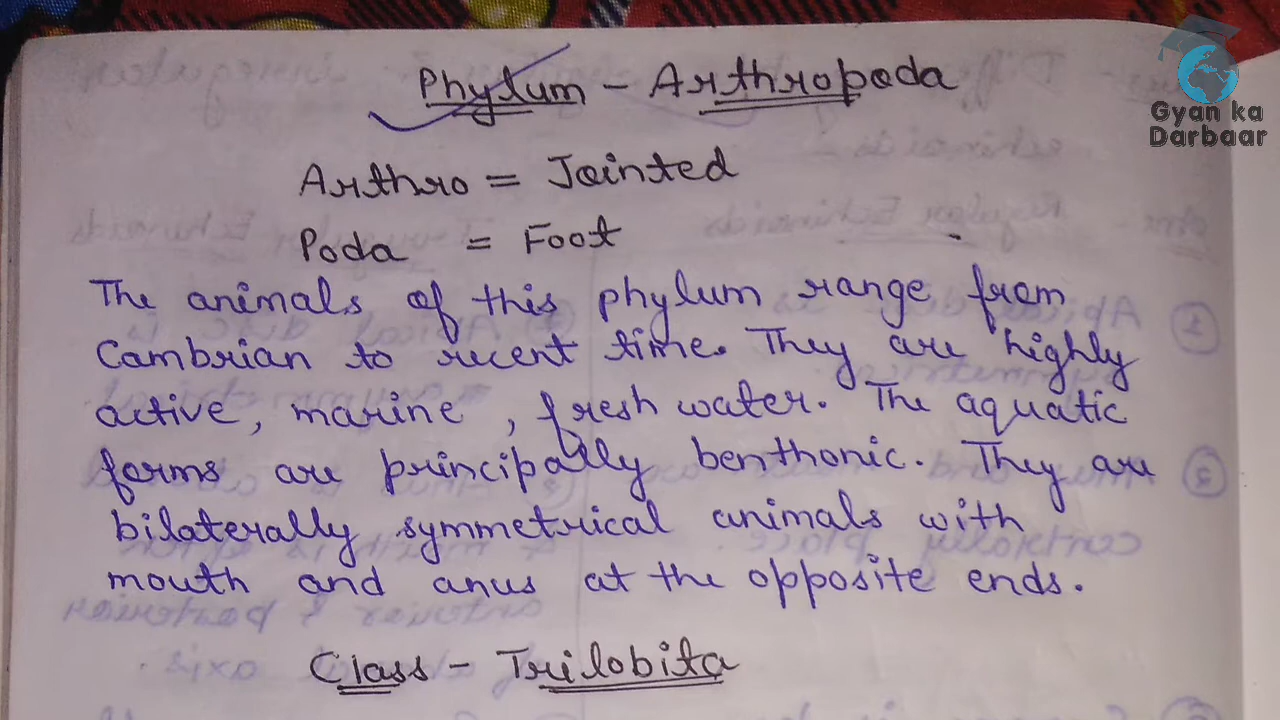 Phylum - Arthropoda
Gyan ka
Darbaar
Arthro = Jointed
Poda = Foot
The animals of this phylum range from
Cambrian to recent time. They are highly
active, marine, fresh water. The aquatic
forms are principally benthonic. They are
bilaterally symmetrical animals with
mouth and anus at the opposite ends.
Class - Trilobita